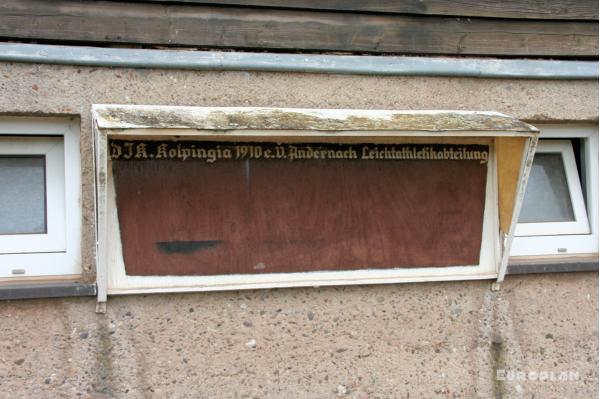 DJK. Kolpingia 1910 e.V. Andernach Leichtathletikabteilung
EUROPLAN